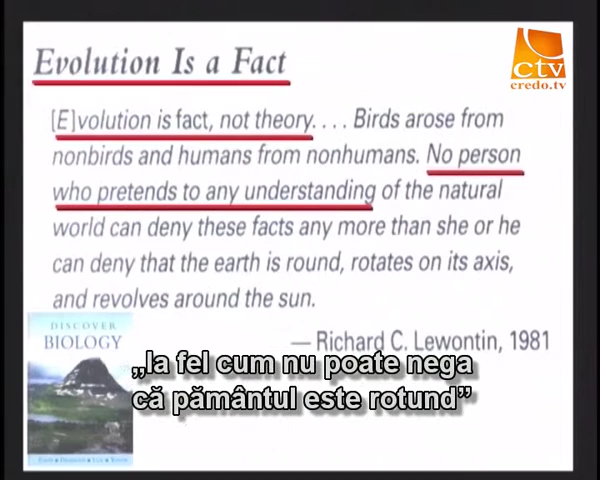 ctv
credo.tv
Evolution Is a Fact
[E]volution is fact, not theory. . . . Birds arose from
nonbirds and humans from nonhumans. No person
who pretends to any understanding of the natural
world can deny these facts any more than she or he
can deny that the earth is round, rotates on its axis,
and revolves around the sun.
— Richard C. Lewontin, 1981
DISCOVER
BIOLOGY
„la fel cum nu poate nega
că pământul este rotund”